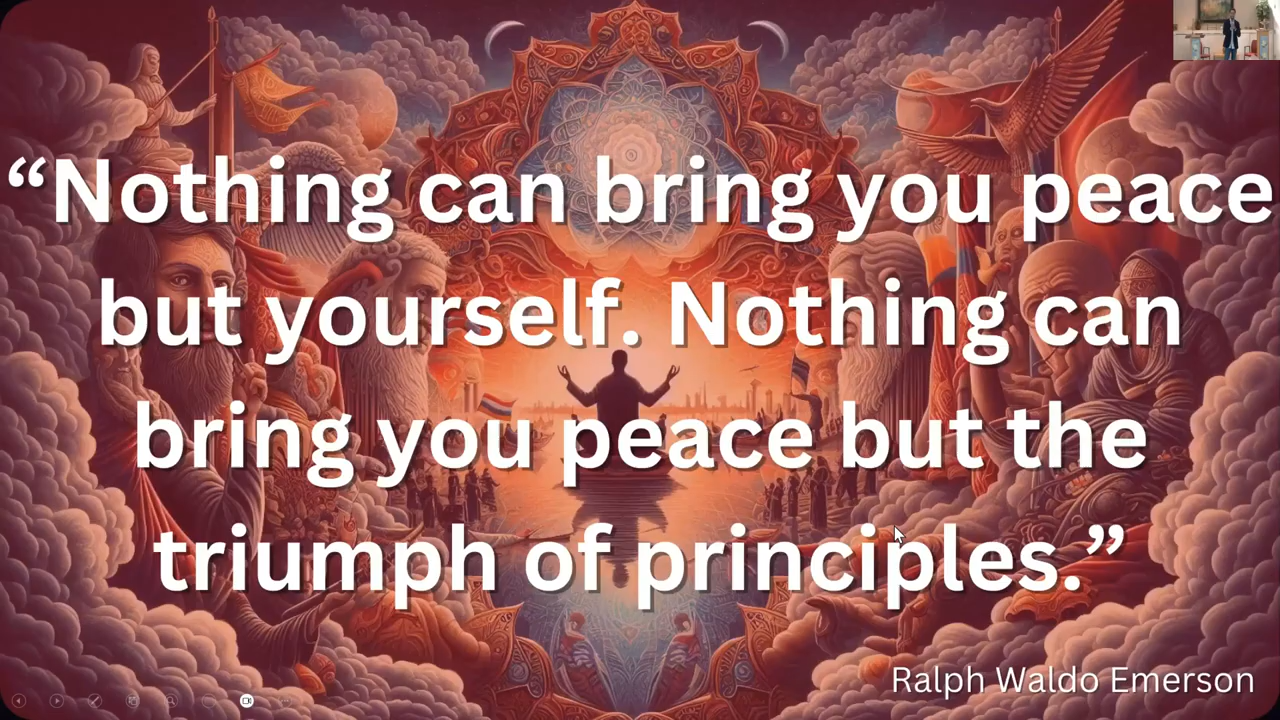 “Nothing can bring you peace
but yourself. Nothing can
bring you peace but the
triumph of principles.”
Ralph Waldo Emerson